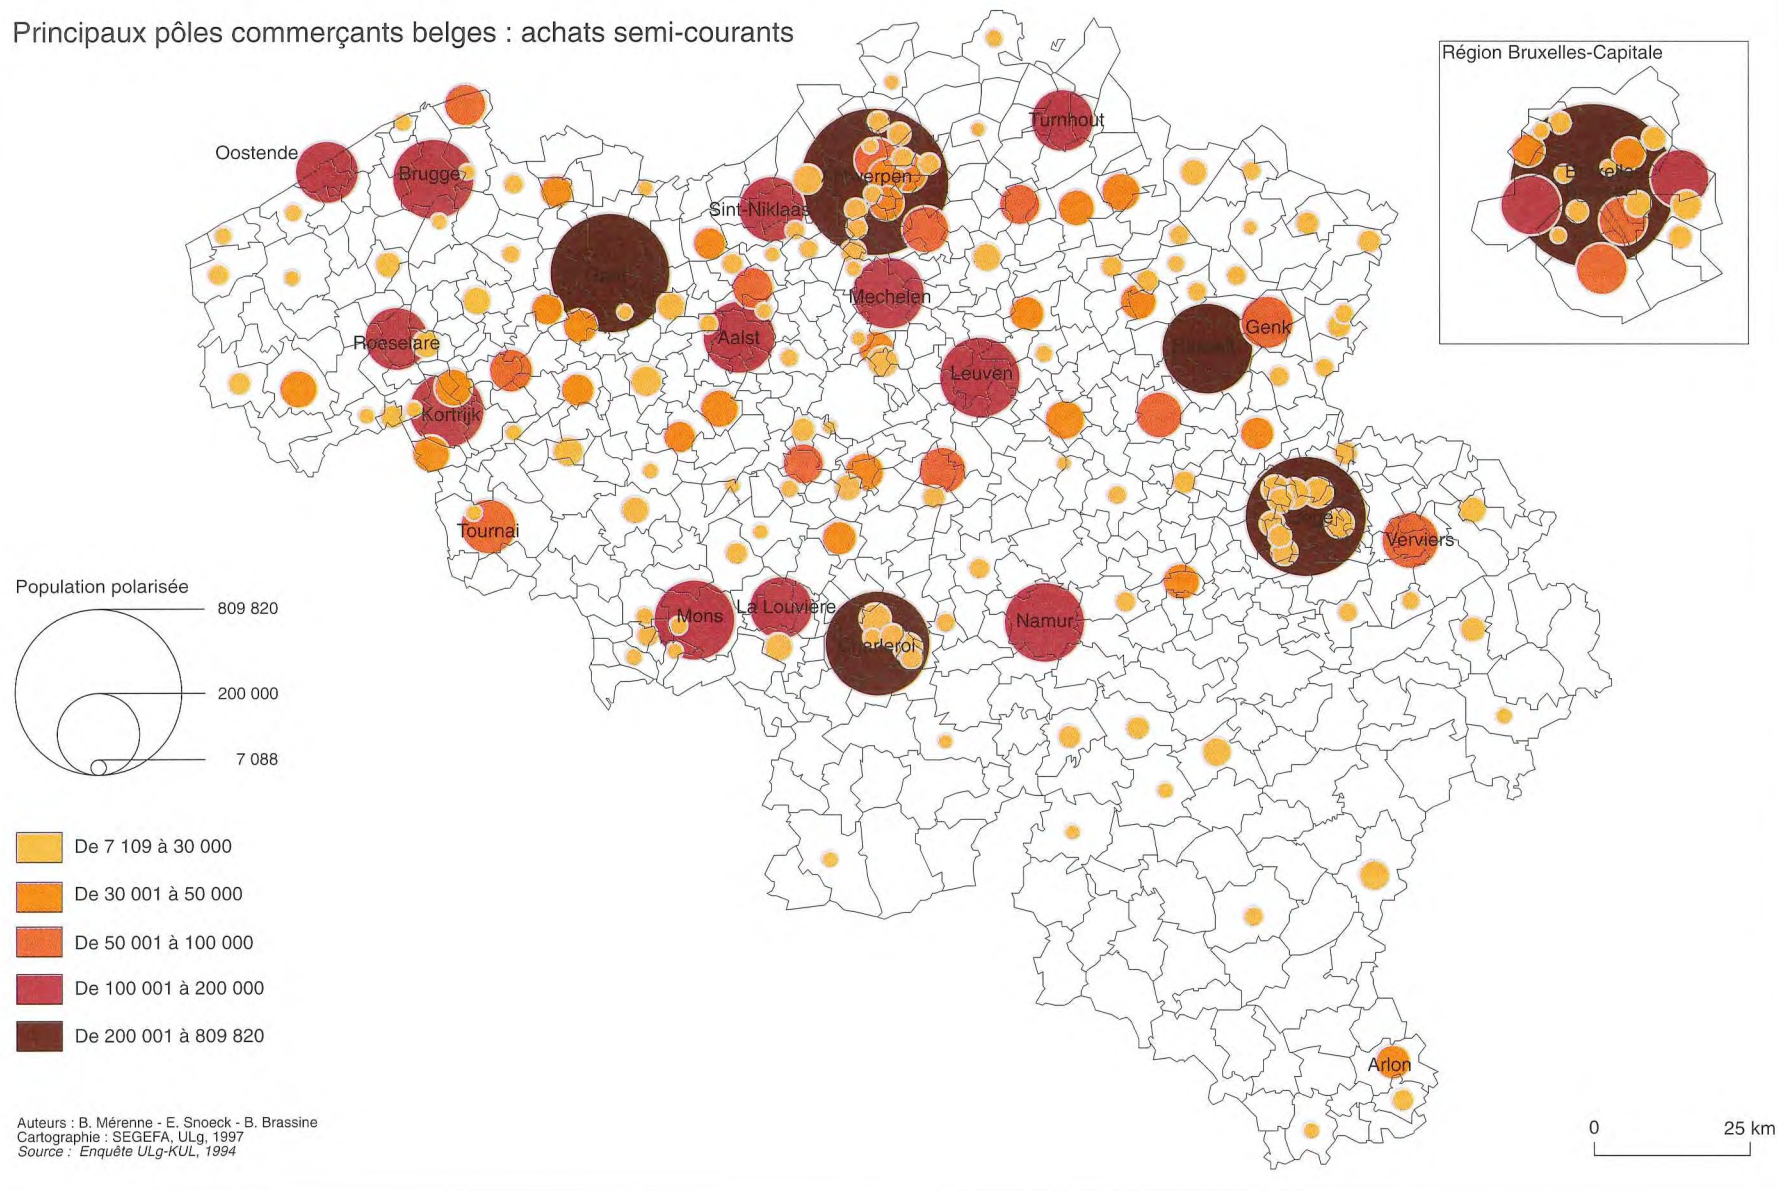 Principaux pôles commerçants belges : achats semi-courants
Région Bruxelles-Capitale
Turnhout
Oostende
Brugge
Sint-Niklaas
Mechelen
Genk
Roeselare
Aalst
Leuven
Kortrijk
Tournai
Verviers
Mons
La Louvière
Namur
Charleroi
Arlon
Population polarisée
809 820
200 000
7 088
De 7 109 à 30 000
De 30 001 à 50 000
De 50 001 à 100 000
De 100 001 à 200 000
De 200 001 à 809 820
Auteurs : B. Mérenne - E. Snoeck - B. Brassine
Cartographie : SEGEFA, ULg, 1997
Source : Enquête ULg-KUL, 1994
0 25 km